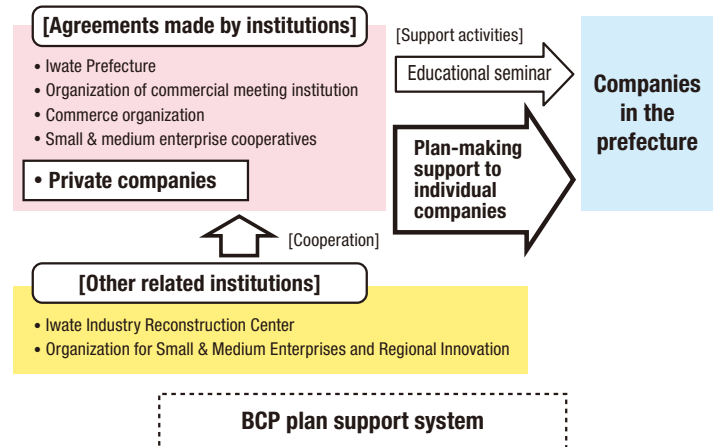 [Agreements made by institutions]
• Iwate Prefecture
• Organization of commercial meeting institution
• Commerce organization
• Small & medium enterprise cooperatives
• Private companies
[Support activities]
Educational seminar
Plan-making
support to
individual
companies
Companies
in the
prefecture
[Cooperation]
[Other related institutions]
• Iwate Industry Reconstruction Center
• Organization for Small & Medium Enterprises and Regional Innovation
BCP plan support system